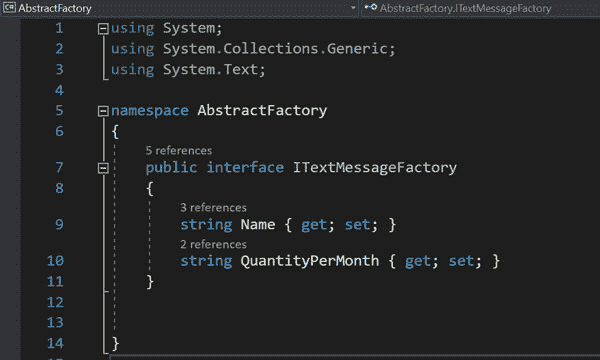 AbstractFactory AbstractFactory.ITextMessageFactory
1 using System;
2 using System.Collections.Generic;
3 using System.Text;
4
5 namespace AbstractFactory
6 {
5 references
7 public interface ITextMessageFactory
8 {
3 references
9 string Name { get; set; }
2 references
10 string QuantityPerMonth { get; set; }
11 }
12
13
14 }